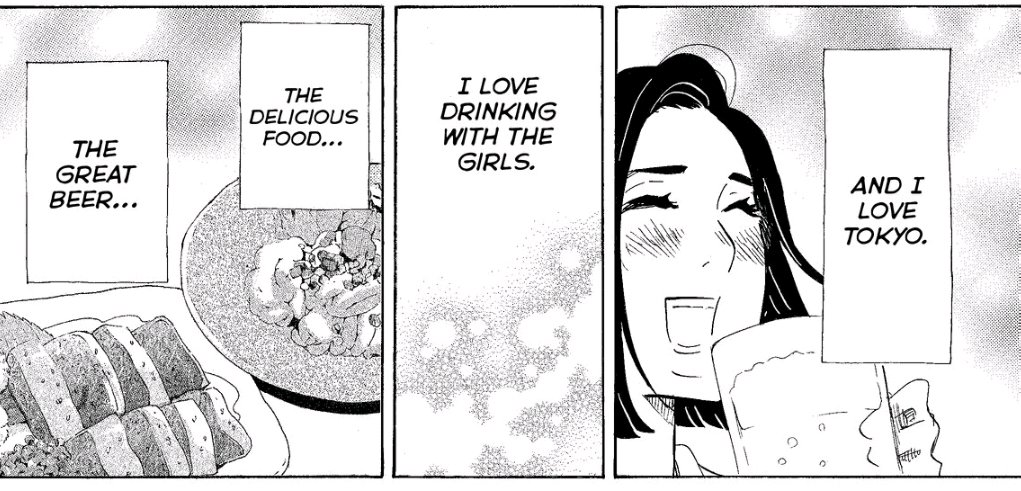 AND I
LOVE
TOKYO.
I LOVE
DRINKING
WITH THE
GIRLS.
THE
DELICIOUS
FOOD...
THE
GREAT
BEER...